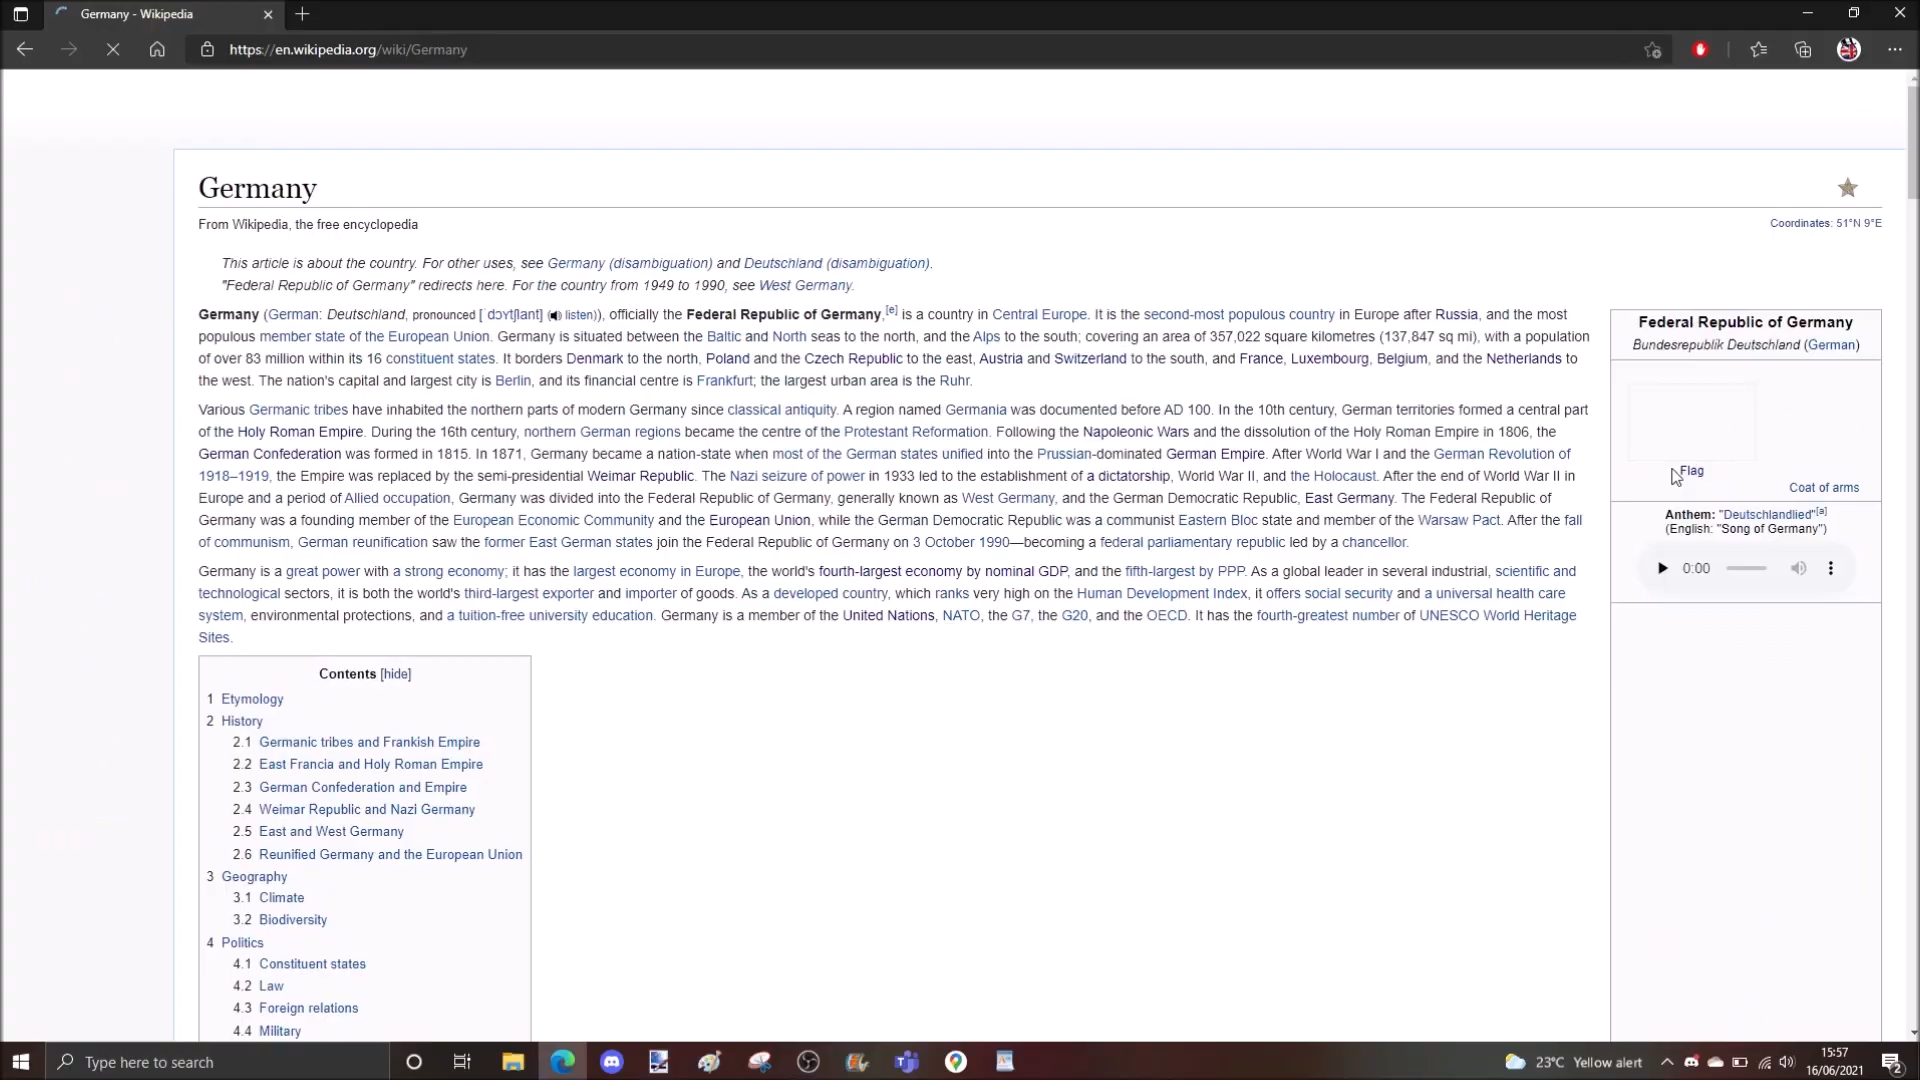 Germany - Wikipedia
https://en.wikipedia.org/wiki/Germany
Germany
From Wikipedia, the free encyclopedia
Coordinates: 51°N 9°E
This article is about the country. For other uses, see Germany (disambiguation) and Deutschland (disambiguation).
"Federal Republic of Germany" redirects here. For the country from 1949 to 1990, see West Germany.
Germany (German: Deutschland, pronounced [ˈdɔʏtʃlant] (listen)), officially the Federal Republic of Germany,[e] is a country in Central Europe. It is the second-most populous country in Europe after Russia, and the most
populous member state of the European Union. Germany is situated between the Baltic and North seas to the north, and the Alps to the south; covering an area of 357,022 square kilometres (137,847 sq mi), with a population
of over 83 million within its 16 constituent states. It borders Denmark to the north, Poland and the Czech Republic to the east, Austria and Switzerland to the south, and France, Luxembourg, Belgium, and the Netherlands to
the west. The nation's capital and largest city is Berlin, and its financial centre is Frankfurt; the largest urban area is the Ruhr.
Various Germanic tribes have inhabited the northern parts of modern Germany since classical antiquity. A region named Germania was documented before AD 100. In the 10th century, German territories formed a central part
of the Holy Roman Empire. During the 16th century, northern German regions became the centre of the Protestant Reformation. Following the Napoleonic Wars and the dissolution of the Holy Roman Empire in 1806, the
German Confederation was formed in 1815. In 1871, Germany became a nation-state when most of the German states unified into the Prussian-dominated German Empire. After World War I and the German Revolution of
1918–1919, the Empire was replaced by the semi-presidential Weimar Republic. The Nazi seizure of power in 1933 led to the establishment of a dictatorship, World War II, and the Holocaust. After the end of World War II in
Europe and a period of Allied occupation, Germany was divided into the Federal Republic of Germany, generally known as West Germany, and the German Democratic Republic, East Germany. The Federal Republic of
Germany was a founding member of the European Economic Community and the European Union, while the German Democratic Republic was a communist Eastern Bloc state and member of the Warsaw Pact. After the fall
of communism, German reunification saw the former East German states join the Federal Republic of Germany on 3 October 1990—becoming a federal parliamentary republic led by a chancellor.
Germany is a great power with a strong economy; it has the largest economy in Europe, the world's fourth-largest economy by nominal GDP, and the fifth-largest by PPP. As a global leader in several industrial, scientific and
technological sectors, it is both the world's third-largest exporter and importer of goods. As a developed country, which ranks very high on the Human Development Index, it offers social security and a universal health care
system, environmental protections, and a tuition-free university education. Germany is a member of the United Nations, NATO, the G7, the G20, and the OECD. It has the fourth-greatest number of UNESCO World Heritage
Sites.
Federal Republic of Germany
Bundesrepublik Deutschland (German)
Flag
Coat of arms
Anthem: "Deutschlandlied"[a]
(English: "Song of Germany")
0:00
Contents [hide]
1 Etymology
2 History
2.1 Germanic tribes and Frankish Empire
2.2 East Francia and Holy Roman Empire
2.3 German Confederation and Empire
2.4 Weimar Republic and Nazi Germany
2.5 East and West Germany
2.6 Reunified Germany and the European Union
3 Geography
3.1 Climate
3.2 Biodiversity
4 Politics
4.1 Constituent states
4.2 Law
4.3 Foreign relations
4.4 Military
Type here to search
23°C Yellow alert
15:57
16/06/2021
2